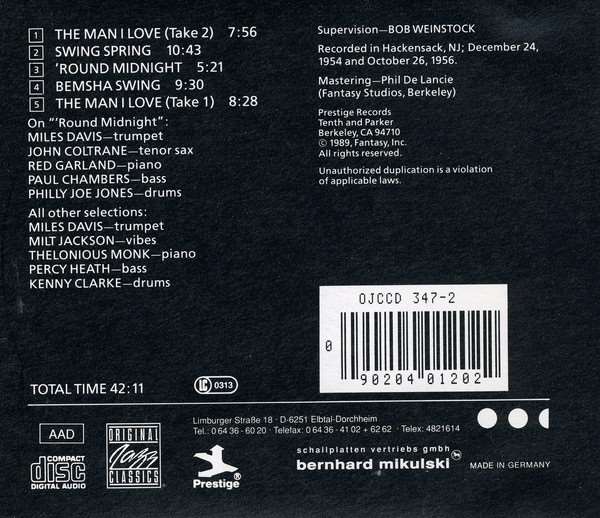 1 THE MAN I LOVE (Take 2) 7:56
2 SWING SPRING 10:43
3 'ROUND MIDNIGHT 5:21
4 BEMSHA SWING 9:30
5 THE MAN I LOVE (Take 1) 8:28
On "'Round Midnight":
MILES DAVIS—trumpet
JOHN COLTRANE—tenor sax
RED GARLAND—piano
PAUL CHAMBERS—bass
PHILLY JOE JONES—drums
All other selections:
MILES DAVIS—trumpet
MILT JACKSON—vibes
THELONIOUS MONK—piano
PERCY HEATH—bass
KENNY CLARKE—drums
TOTAL TIME 42:11
LC 0313
Supervision—BOB WEINSTOCK
Recorded in Hackensack, NJ; December 24,
1954 and October 26, 1956.
Mastering—Phil De Lancie
(Fantasy Studios, Berkeley)
Prestige Records
Tenth and Parker
Berkeley, CA 94710
© 1989, Fantasy, Inc.
All rights reserved.
Unauthorized duplication is a violation
of applicable laws.
OJCCD 347-2
0 90204 01202
AAD
COMPACT
disc
DIGITAL AUDIO
ORIGINAL
Jazz
CLASSICS
Prestige®
Limburger Straße 18 · D-6251 Elbtal-Dorchheim
Tel.: 0 64 36 - 60 20 · Telefax: 0 64 36 - 41 02 + 62 62 · Telex: 4821614
schallplatten vertriebs gmbh
bernhard mikulski
MADE IN GERMANY